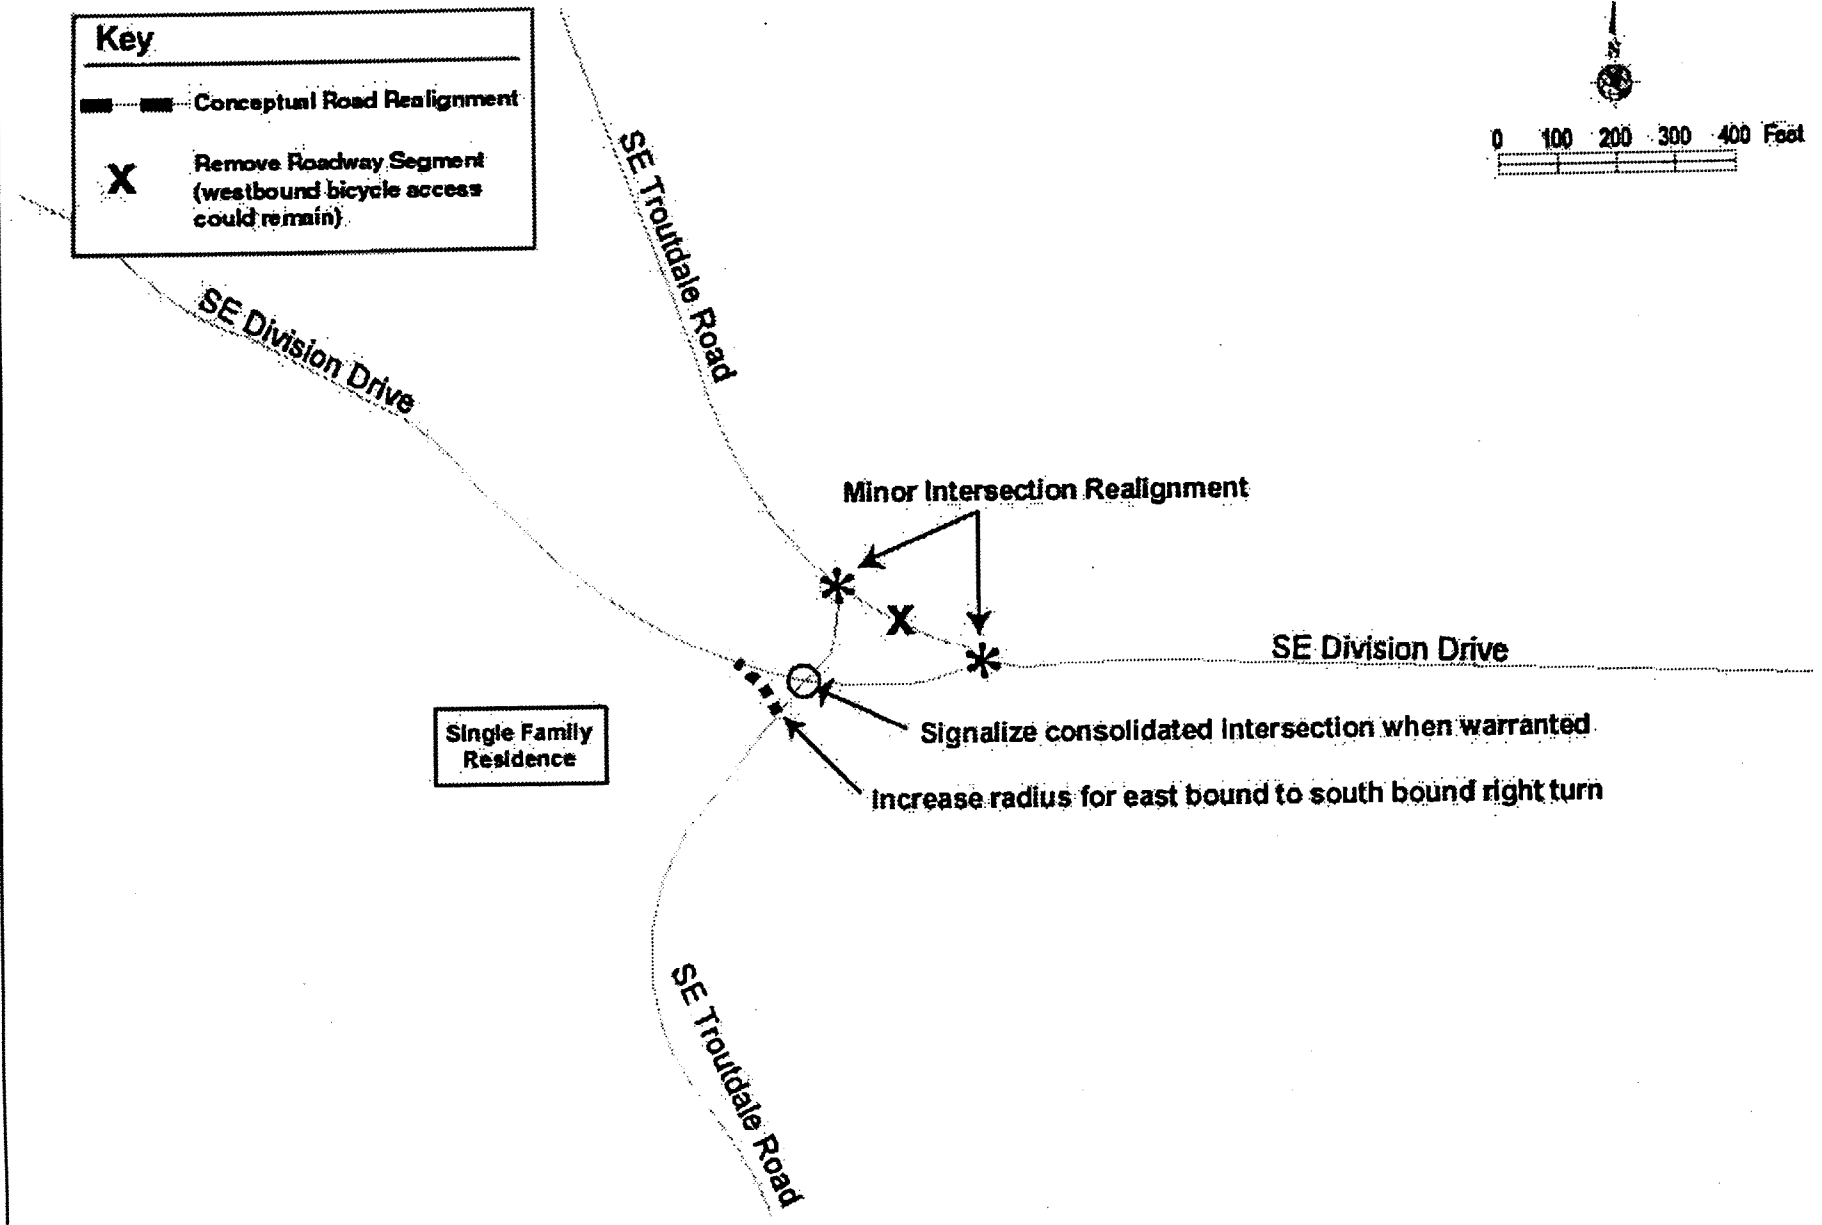 Key
Conceptual Road Realignment
X
Remove Roadway Segment
(westbound bicycle access
could remain)
N
0 100 200 300 400 Feet
SE Troutdale Road
SE Division Drive
Minor Intersection Realignment
X
SE Division Drive
Signalize consolidated intersection when warranted
Single Family
Residence
Increase radius for east bound to south bound right turn
SE Troutdale Road